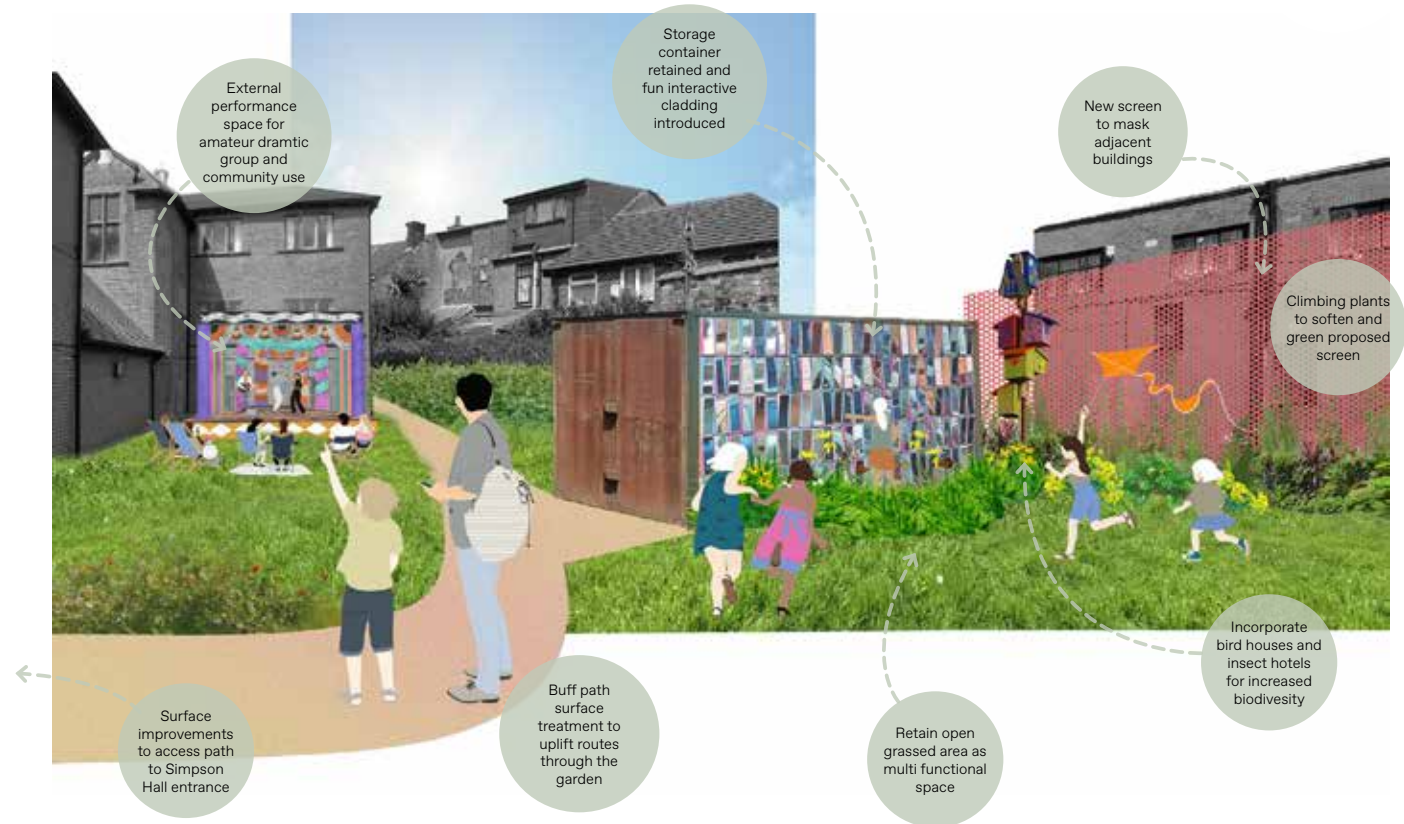 External
performance
space for
amateur dramtic
group and
community use
Storage
container
retained and
fun interactive
cladding
introduced
New screen
to mask
adjacent
buildings
Climbing plants
to soften and
green proposed
screen
Surface
improvements
to access path
to Simpson
Hall entrance
Buff path
surface
treatment to
uplift routes
through the
garden
Retain open
grassed area as
multi functional
space
Incorporate
bird houses and
insect hotels
for increased
biodivesity